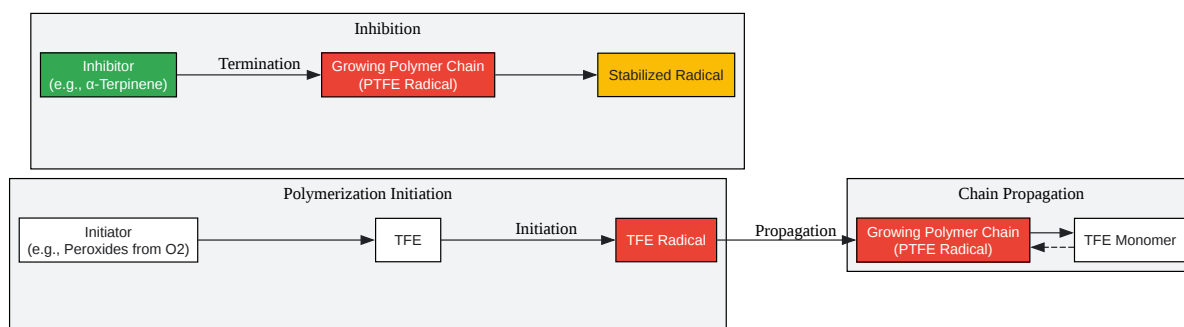 Inhibition
Inhibitor
(e.g., α-Terpinene)
Termination
Growing Polymer Chain
(PTFE Radical)
Stabilized Radical
Polymerization Initiation
Initiator
(e.g., Peroxides from O2)
TFE
Initiation
TFE Radical
Propagation
Chain Propagation
Growing Polymer Chain
(PTFE Radical)
TFE Monomer